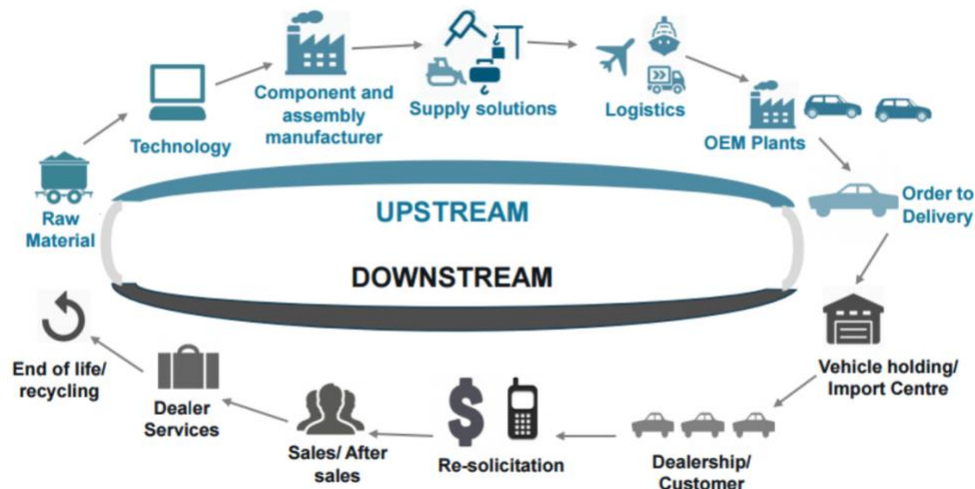 Raw
Material
Technology
Component and
assembly
manufacturer
Supply solutions
Logistics
OEM Plants
Order to
Delivery
UPSTREAM
DOWNSTREAM
Vehicle holding/
Import Centre
Dealership/
Customer
Re-solicitation
Sales/ After
sales
Dealer
Services
End of life/
recycling
$